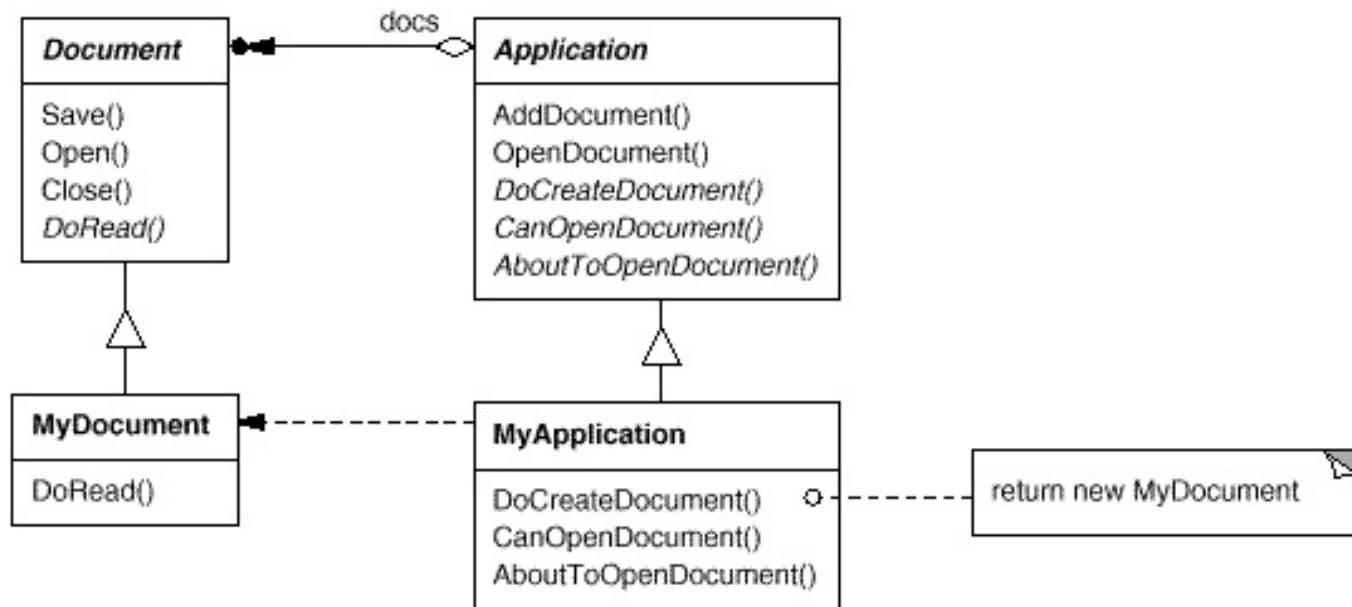 docs
Document
Save()
Open()
Close()
DoRead()
Application
AddDocument()
OpenDocument()
DoCreateDocument()
CanOpenDocument()
AboutToOpenDocument()
MyDocument
DoRead()
MyApplication
DoCreateDocument()
CanOpenDocument()
AboutToOpenDocument()
return new MyDocument